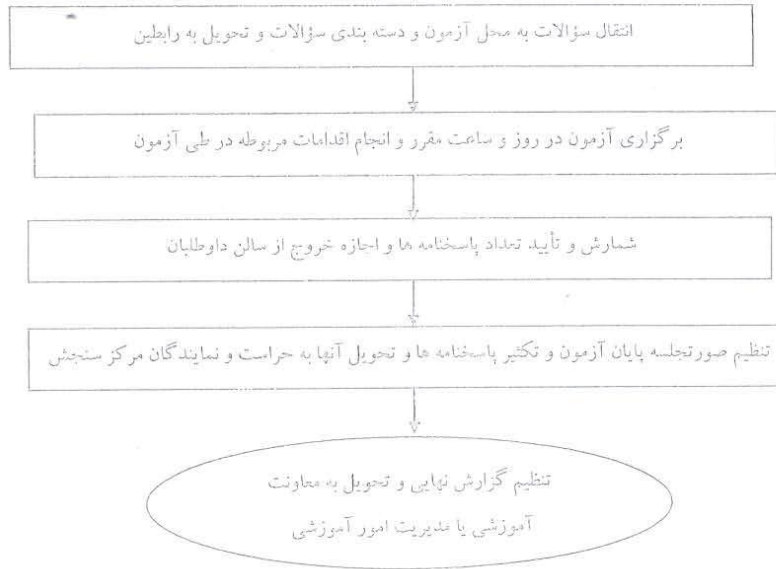 انتقال سؤالات به محل آزمون و دسته بندی سؤالات و تحویل به رابطین
برگزاری آزمون در روز و ساعت مقرر و انجام اقدامات مربوطه در طی آزمون
شمارش و تأیید تعداد پاسخنامه ها و اجازه خروج از سالن داوطلبان
تنظیم صورتجلسه پایان آزمون و تکثیر پاسخنامه ها و تحویل آنها به حراست و نمایندگان مرکز سنجش
تنظیم گزارش نهایی و تحویل به معاونت
آموزشی یا مدیریت امور آموزشی